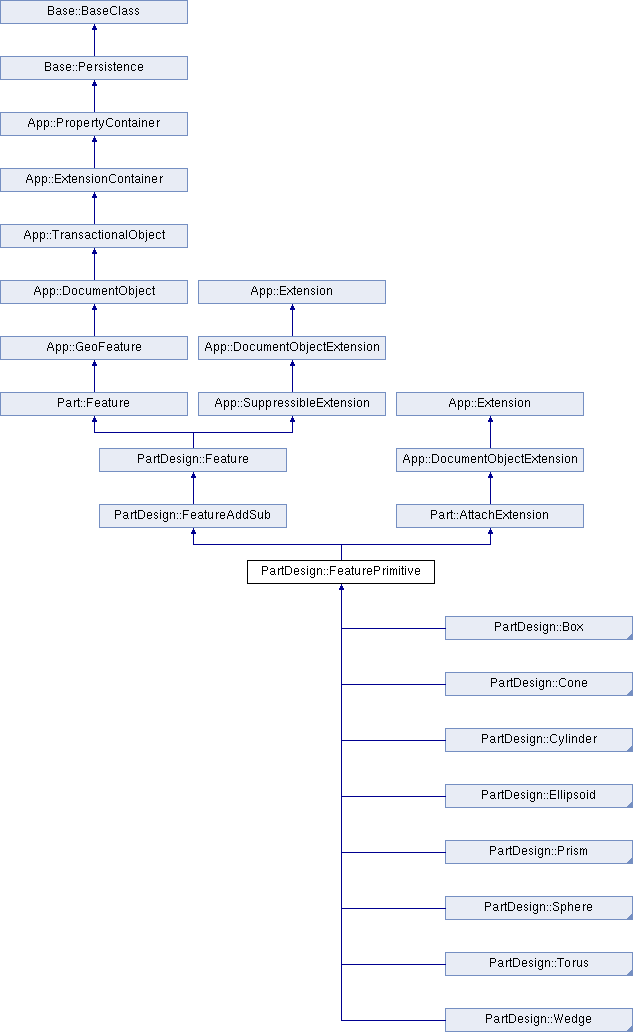 Base::BaseClass
Base::Persistence
App::PropertyContainer
App::ExtensionContainer
App::TransactionalObject
App::DocumentObject
App::Extension
App::GeoFeature
App::DocumentObjectExtension
Part::Feature
App::SuppressibleExtension
App::Extension
PartDesign::Feature
App::DocumentObjectExtension
PartDesign::FeatureAddSub
Part::AttachExtension
PartDesign::FeaturePrimitive
PartDesign::Box
PartDesign::Cone
PartDesign::Cylinder
PartDesign::Ellipsoid
PartDesign::Prism
PartDesign::Sphere
PartDesign::Torus
PartDesign::Wedge